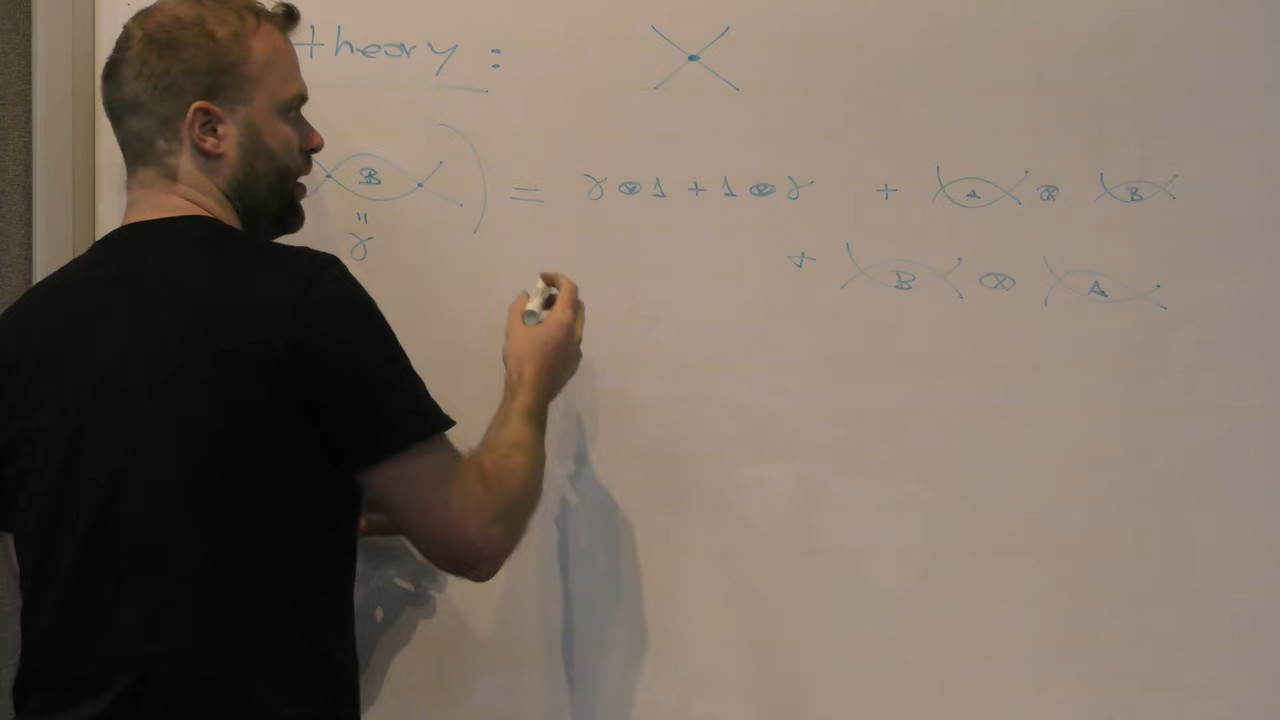 theory :
B ) = γ ⊗ 1 + 1 ⊗ γ + A ⊗ B
"
γ
+ B ⊗ A